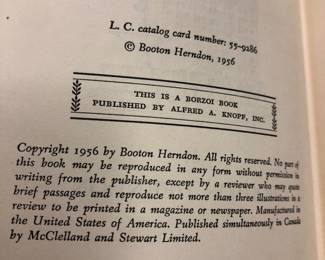 L. C. catalog card number: 55-9286
© Booton Herndon, 1956
THIS IS A BORZOI BOOK
PUBLISHED BY ALFRED A. KNOPF, INC.
Copyright 1956 by Booton Herndon. All rights reserved. No part of
this book may be reproduced in any form without permission in
writing from the publisher, except by a reviewer who may quote
brief passages and reproduce not more than three illustrations in a
review to be printed in a magazine or newspaper. Manufactured in
the United States of America. Published simultaneously in Canada
by McClelland and Stewart Limited.